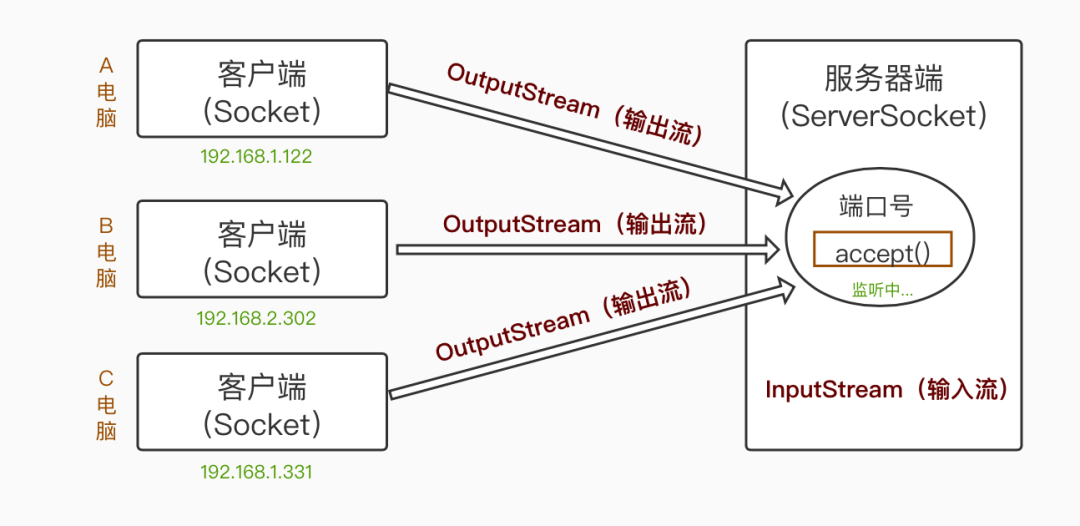 A
电
脑
客户端
(Socket)
192.168.1.122
OutputStream（输出流）
B
电
脑
客户端
(Socket)
192.168.2.302
OutputStream（输出流）
C
电
脑
客户端
(Socket)
192.168.1.331
OutputStream（输出流）
服务器端
（ServerSocket）
端口号
accept()
监听中...
InputStream（输入流）